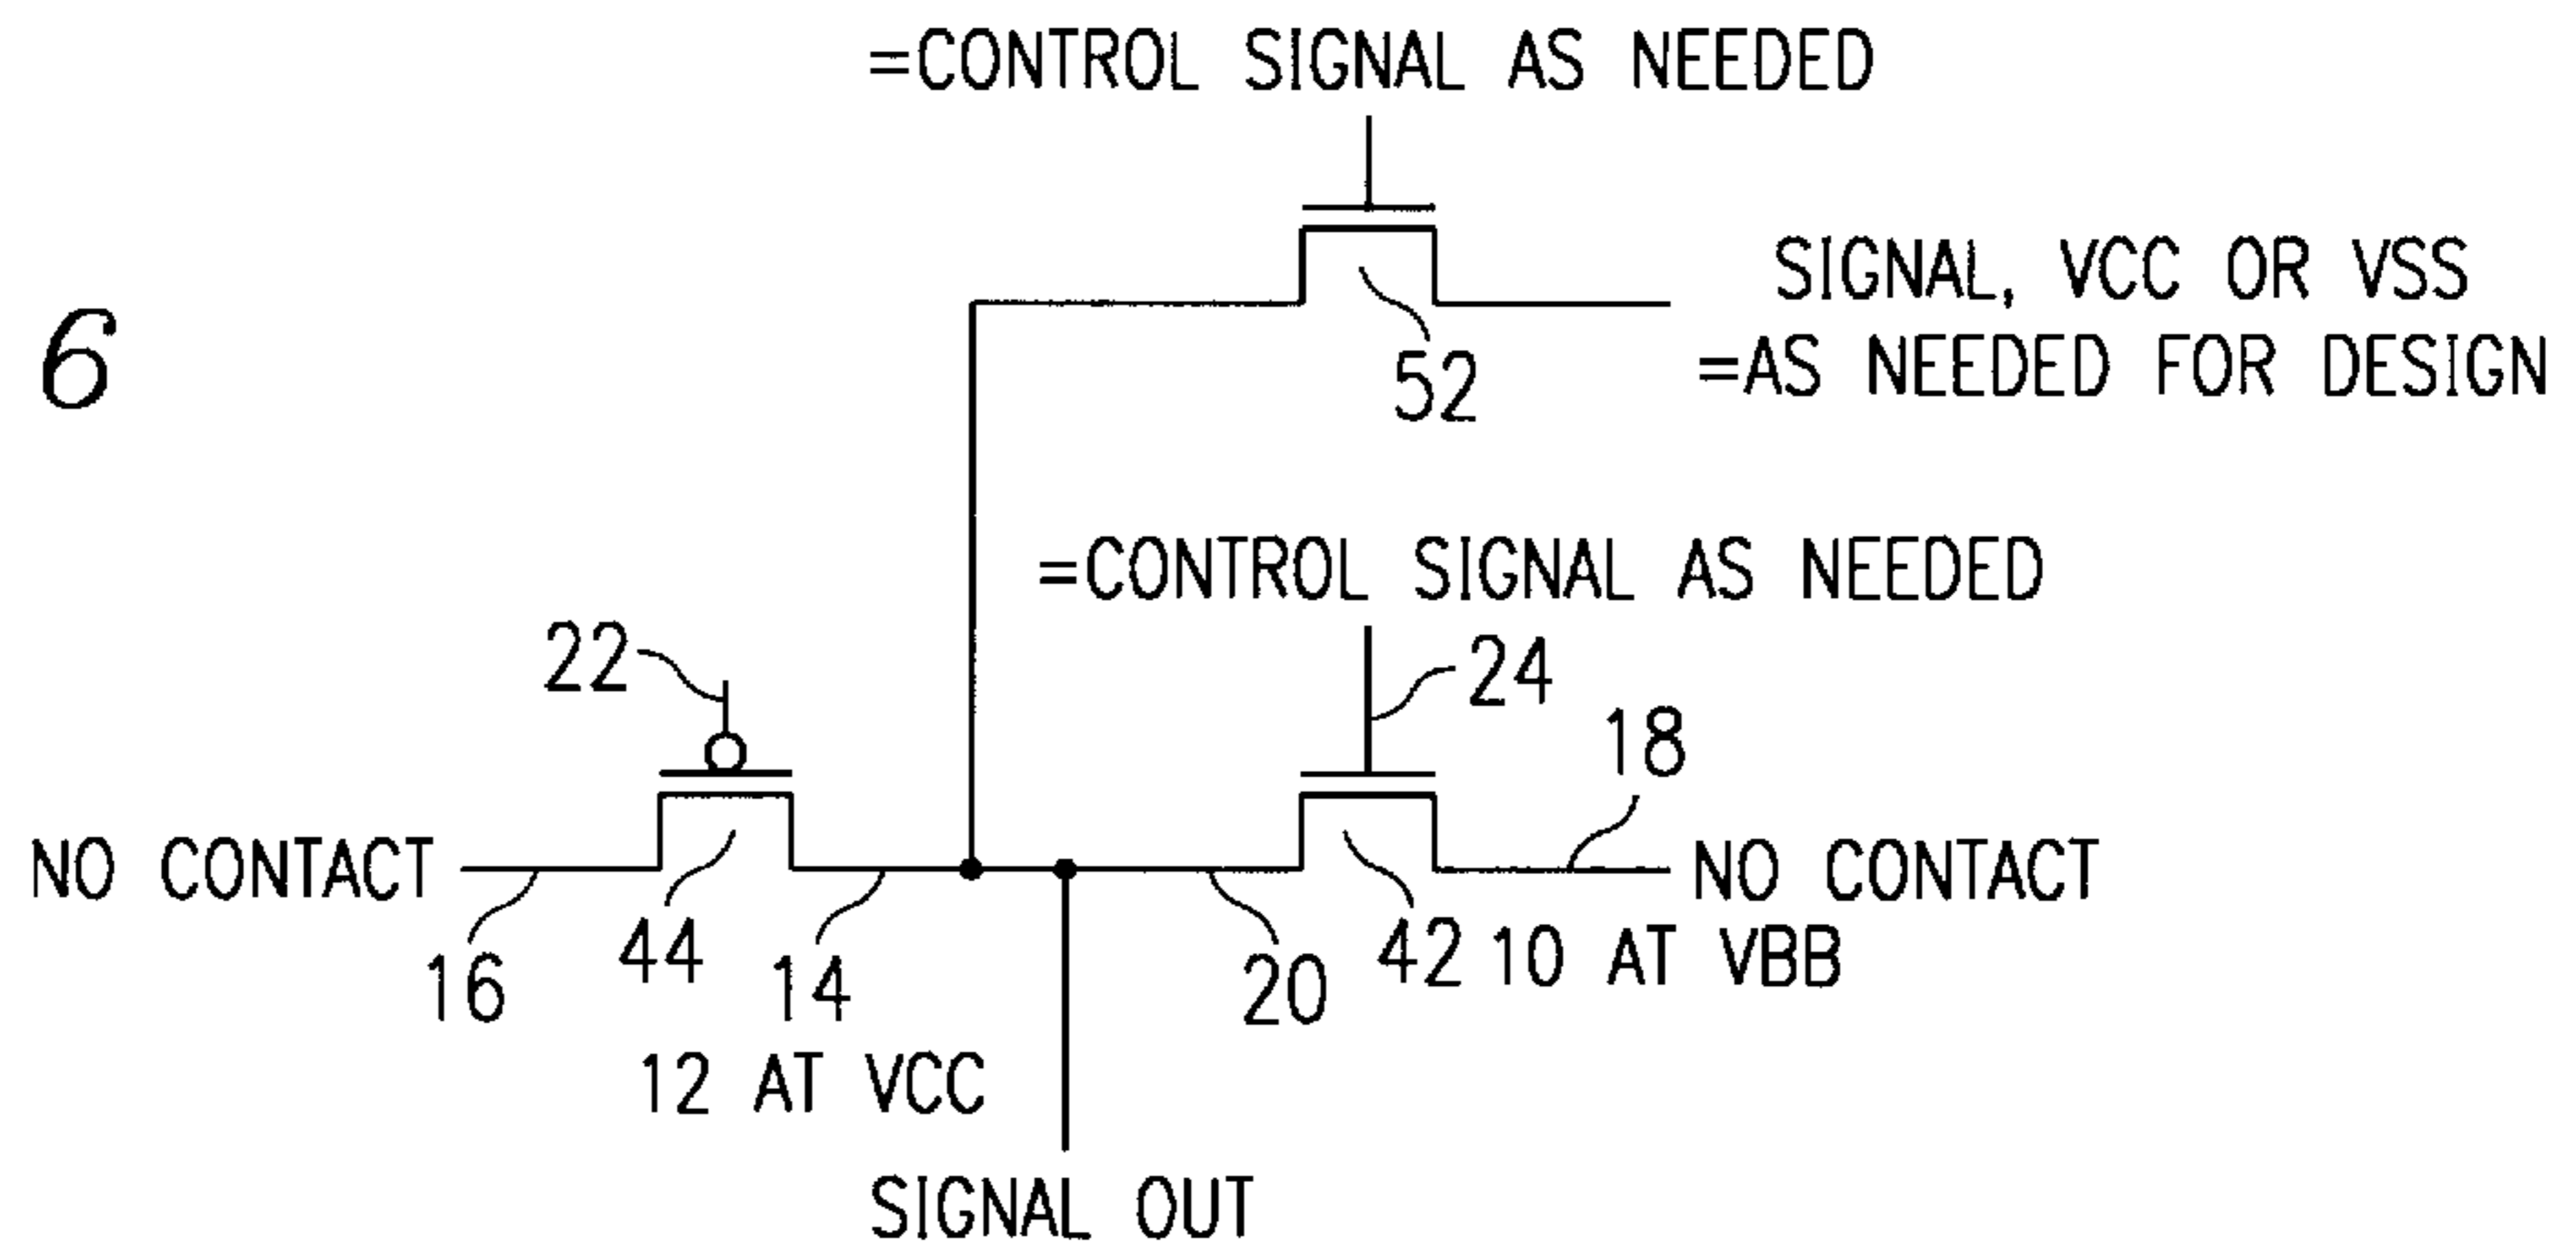 =CONTROL SIGNAL AS NEEDED
SIGNAL, VCC OR VSS
=AS NEEDED FOR DESIGN
6
52
=CONTROL SIGNAL AS NEEDED
22
24
18
NO CONTACT
NO CONTACT
16
44
14
20
42
10 AT VBB
12 AT VCC
SIGNAL OUT